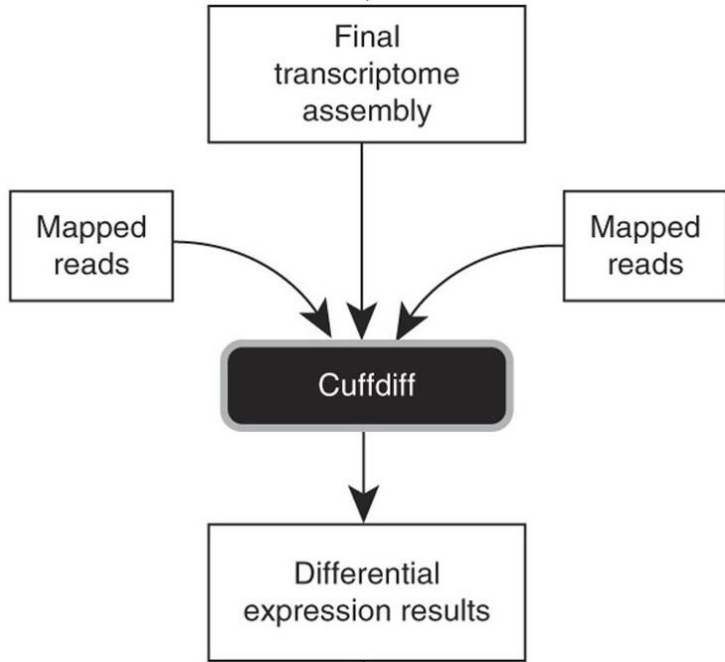 Final
transcriptome
assembly
Mapped
reads
Mapped
reads
Cuffdiff
Differential
expression results